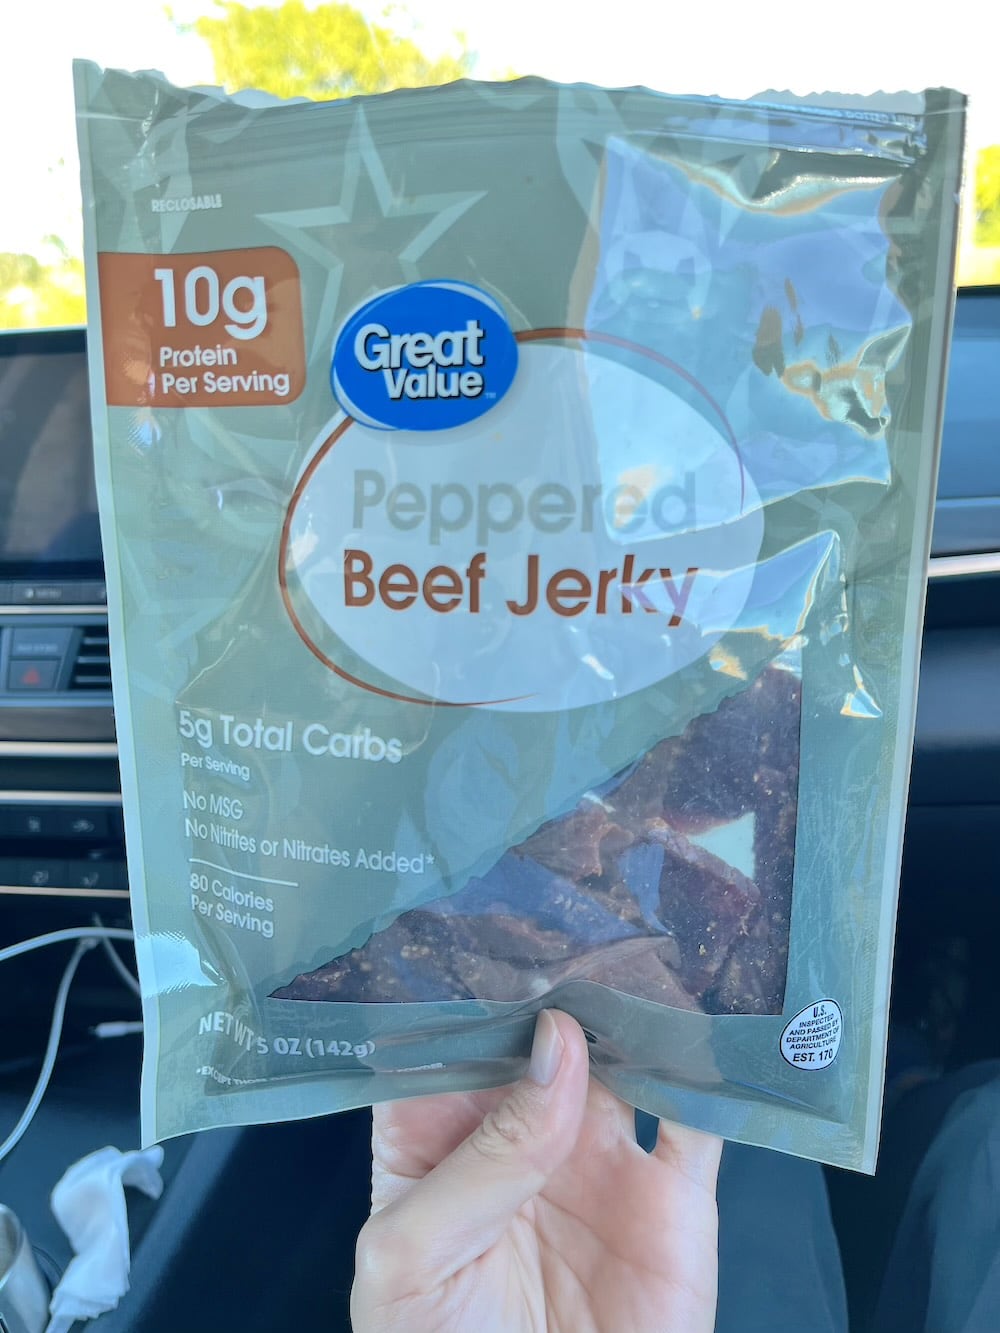 RECLOSABLE
10g
Protein
Per Serving
Great
Value
Peppered
Beef Jerky
5g Total Carbs
Per Serving
No MSG
No Nitrites or Nitrates Added*
80 Calories
Per Serving
NET WT 5 OZ (142g)
U.S.
INSPECTED
AND PASSED BY
DEPARTMENT OF
AGRICULTURE
EST. 170